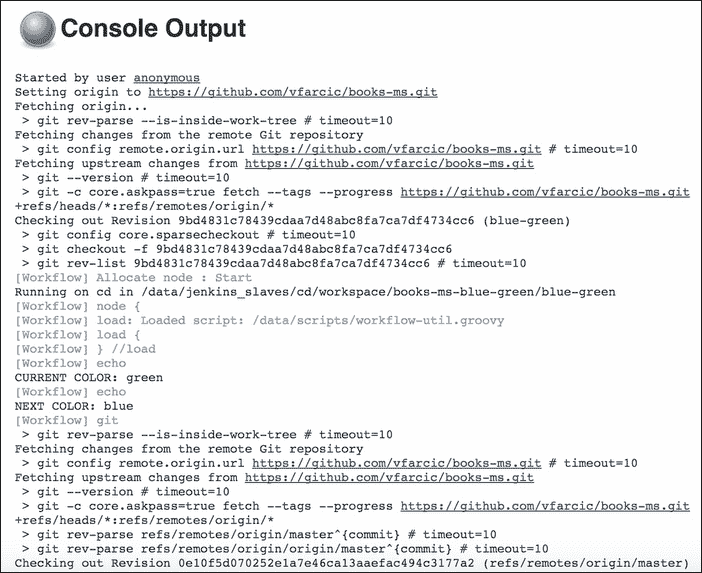 Console Output
Started by user anonymous
Setting origin to https://github.com/vfarcic/books-ms.git
Fetching origin...
> git rev-parse --is-inside-work-tree # timeout=10
Fetching changes from the remote Git repository
> git config remote.origin.url https://github.com/vfarcic/books-ms.git # timeout=10
Fetching upstream changes from https://github.com/vfarcic/books-ms.git
> git --version # timeout=10
> git -c core.askpass=true fetch --tags --progress https://github.com/vfarcic/books-ms.git
+refs/heads/*:refs/remotes/origin/*
Checking out Revision 9bd4831c78439cdaa7d48abc8fa7ca7df4734cc6 (blue-green)
> git config core.sparsecheckout # timeout=10
> git checkout -f 9bd4831c78439cdaa7d48abc8fa7ca7df4734cc6
> git rev-list 9bd4831c78439cdaa7d48abc8fa7ca7df4734cc6 # timeout=10
[Workflow] Allocate node : Start
Running on cd in /data/jenkins_slaves/cd/workspace/books-ms-blue-green/blue-green
[Workflow] node {
[Workflow] load: Loaded script: /data/scripts/workflow-util.groovy
[Workflow] load {
[Workflow] } //load
[Workflow] echo
CURRENT COLOR: green
[Workflow] echo
NEXT COLOR: blue
[Workflow] git
> git rev-parse --is-inside-work-tree # timeout=10
Fetching changes from the remote Git repository
> git config remote.origin.url https://github.com/vfarcic/books-ms.git # timeout=10
Fetching upstream changes from https://github.com/vfarcic/books-ms.git
> git --version # timeout=10
> git -c core.askpass=true fetch --tags --progress https://github.com/vfarcic/books-ms.git
+refs/heads/*:refs/remotes/origin/*
> git rev-parse refs/remotes/origin/master^{commit} # timeout=10
> git rev-parse refs/remotes/origin/origin/master^{commit} # timeout=10
Checking out Revision 0e10f5d070252e1a7e46ca13aaefac494c3177a2 (refs/remotes/origin/master)